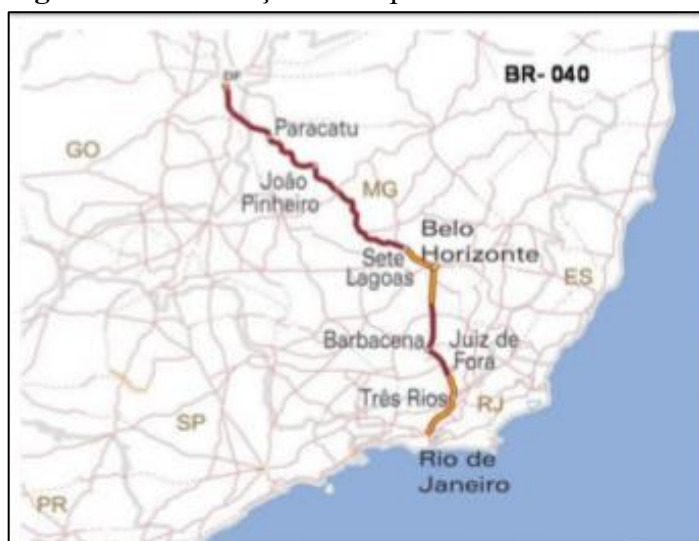 BR- 040
DF
Paracatu
GO
João
Pinheiro
MG
Belo
Horizonte
Sete
Lagoas
ES
Barbacena
Juiz de
Fora
Três Rios
RJ
SP
Rio de
Janeiro
PR